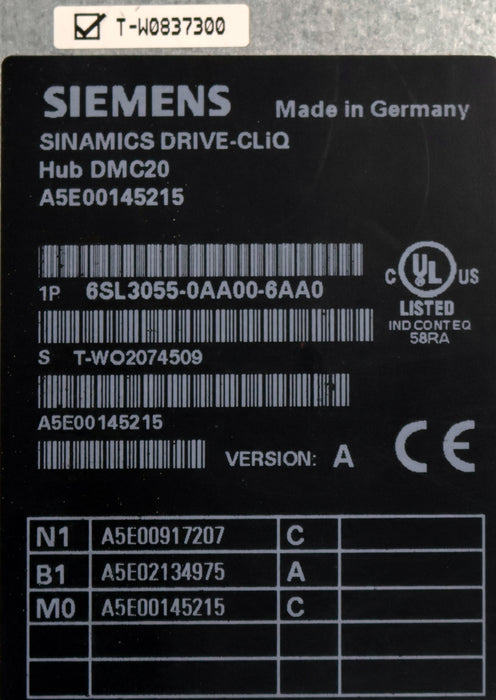 T-W0837300
SIEMENS Made in Germany
SINAMICS DRIVE-CLiQ
Hub DMC20
A5E00145215
1P 6SL3055-0AA00-6AA0
C UL US
LISTED
IND CONT EQ
58RA
S T-WO2074509
A5E00145215
VERSION: A
CE
N1 A5E00917207 C
B1 A5E02134975 A
M0 A5E00145215 C